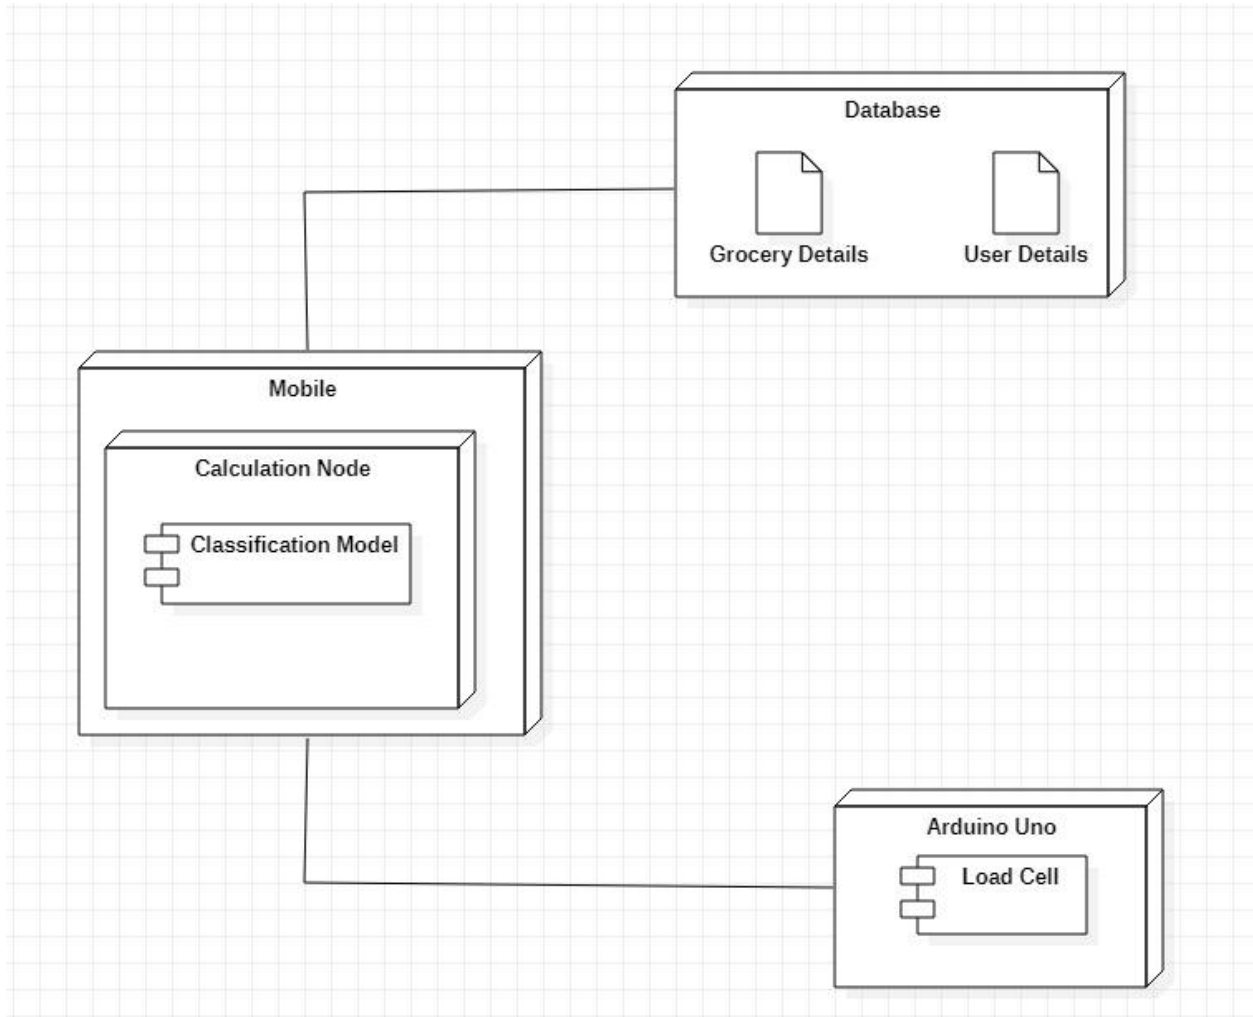 Database
Grocery Details
User Details
Mobile
Calculation Node
Classification Model
Arduino Uno
Load Cell